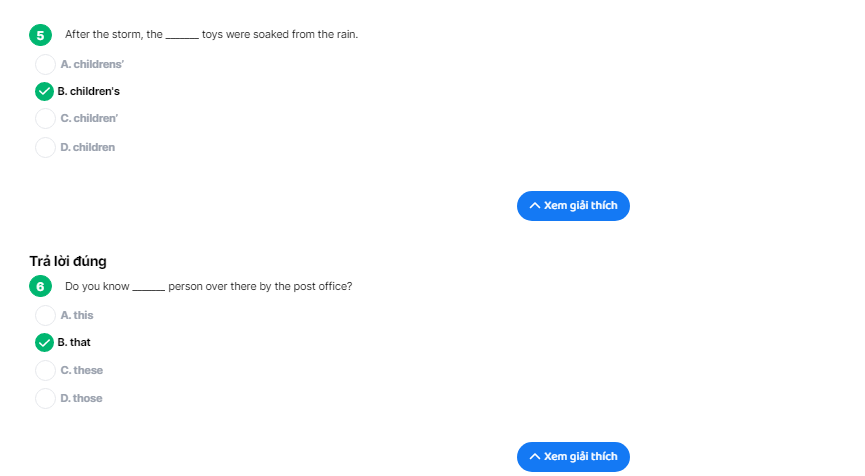 5 After the storm, the ______ toys were soaked from the rain.
A. childrens'
B. children's
C. children'
D. children
Xem giải thích
Trả lời đúng
6 Do you know ______ person over there by the post office?
A. this
B. that
C. these
D. those
Xem giải thích